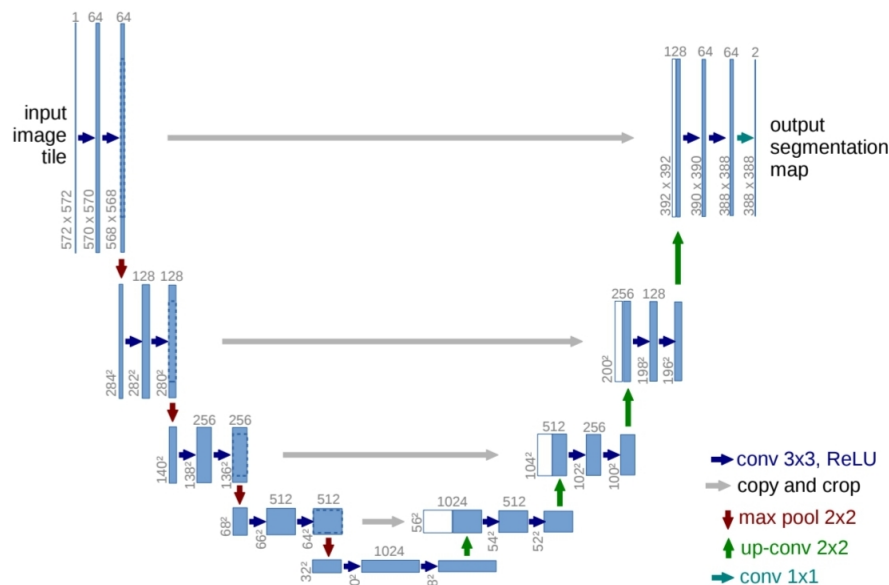 1 64 64
input
image
tile
572 x 572
570 x 570
568 x 568
128 64 64 2
output
segmentation
map
392 x 392
390 x 390
388 x 388
388 x 388
128 128
284²
282²
280²
256 128
200²
198²
196²
256 256
140²
138²
136²
512 256
104²
102²
100²
512 512
68²
66²
64²
1024 512
56²
54²
52²
1024
32²
conv 3x3, ReLU
copy and crop
max pool 2x2
up-conv 2x2
conv 1x1